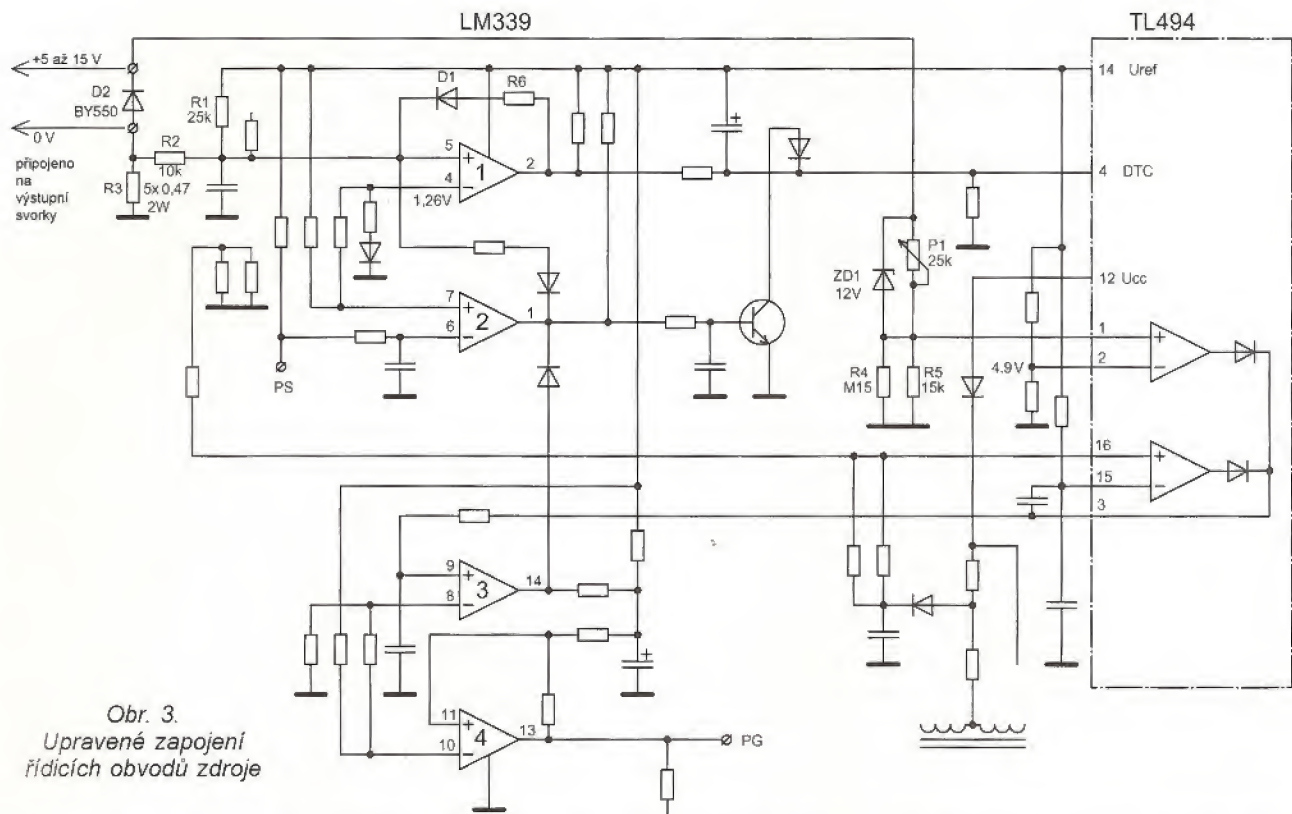 LM339
TL494
+5 až 15 V
D2
BY550
0 V
připojeno
na
výstupní
svorky
R1
25k
R2
10k
R3
5x 0,47
2W
D1
R6
5
+
4
−
1
2
1,26V
7
+
6
−
2
1
PS
+
ZD1
12V
P1
25k
R4
M15
R5
15k
4.9V
14 Uref
4 DTC
12 Ucc
1
+
2
−
16
+
15
−
3
9
+
8
−
3
14
+
11
+
10
−
4
13
PG
Obr. 3.
Upravené zapojení
řídicích obvodů zdroje